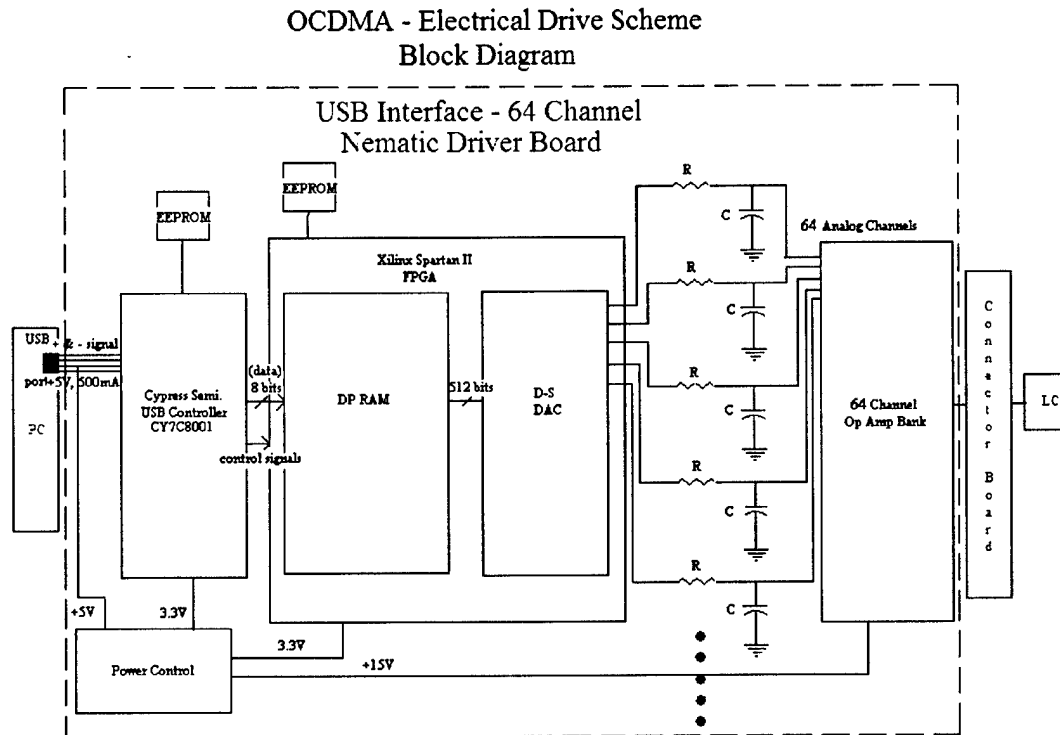 OCDMA - Electrical Drive Scheme
Block Diagram
USB Interface - 64 Channel
Nematic Driver Board
EEPROM
EEPROM
Xilinx Spartan II
FPGA
R
C
64 Analog Channels
R
C
R
C
R
C
R
C
USB
+ & - signal
port
+5V, 500mA
PC
Cypress Semi.
USB Controller
CY7C8001
(data)
8 bits
control signals
DP RAM
512 bits
D-S
DAC
64 Channel
Op Amp Bank
Connector Board
LC
+5V
3.3V
3.3V
+15V
Power Control